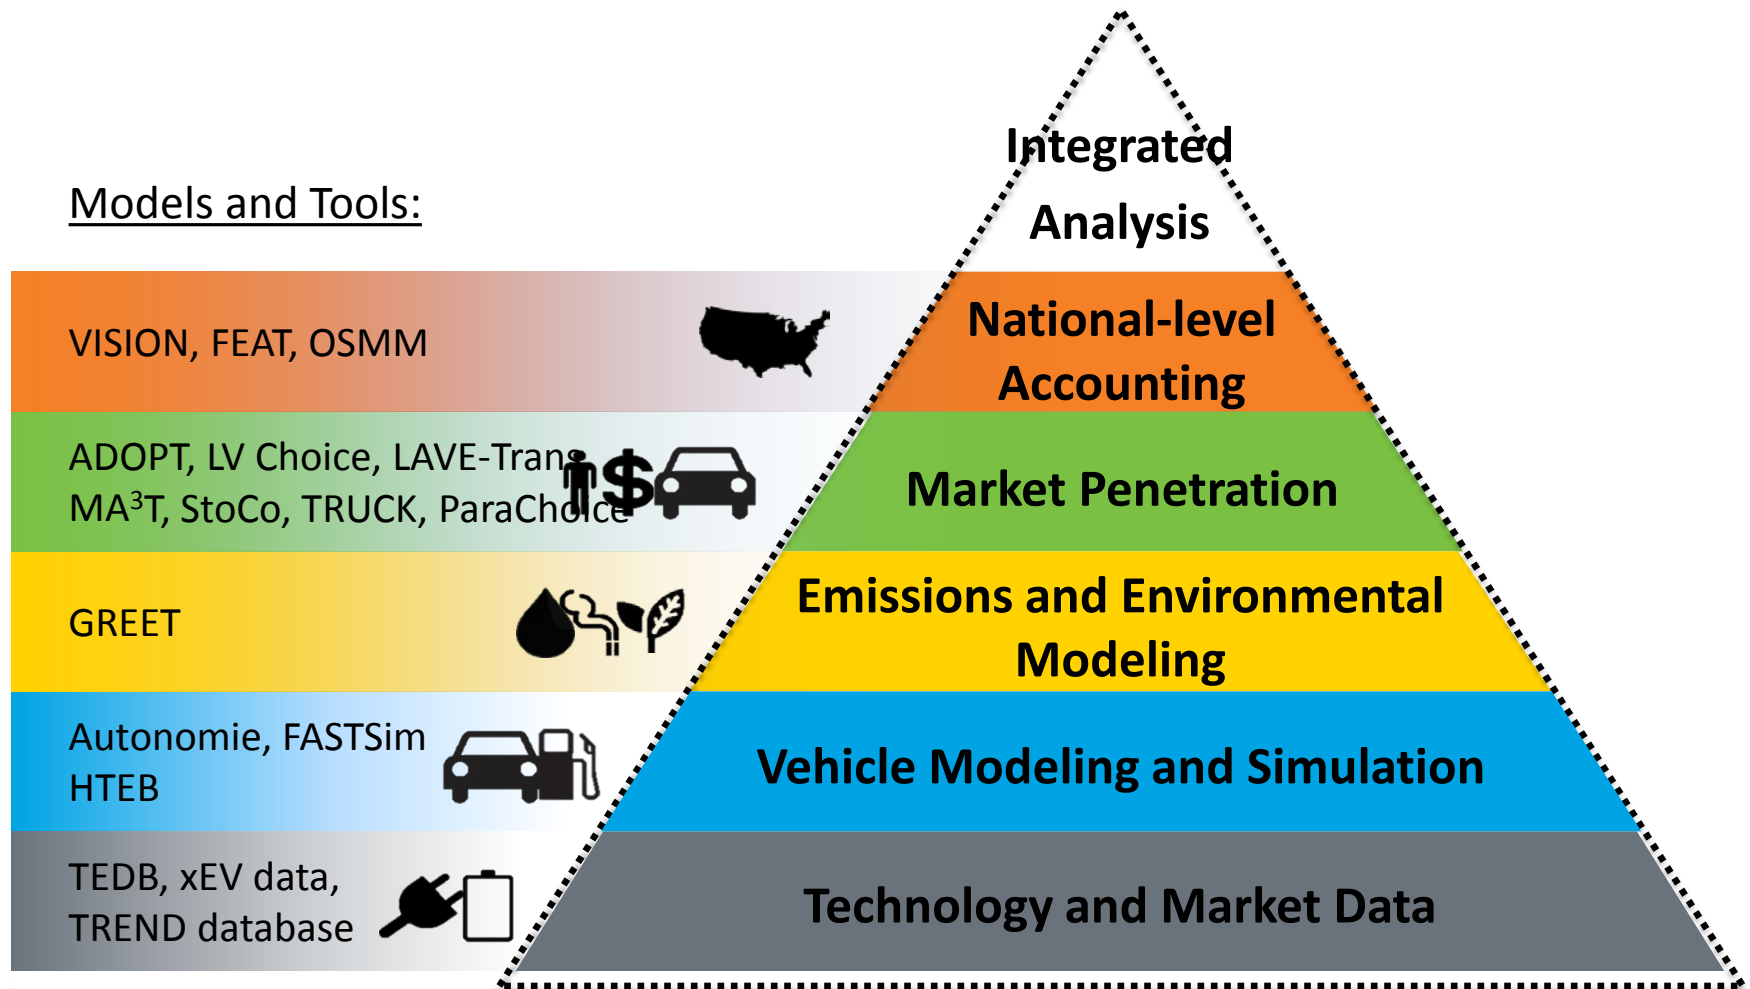 Integrated
Analysis
Models and Tools:
VISION, FEAT, OSMM
National-level
Accounting
ADOPT, LV Choice, LAVE-Trans
MA³T, StoCo, TRUCK, ParaChoice
Market Penetration
GREET
Emissions and Environmental
Modeling
Autonomie, FASTSim
HTEB
Vehicle Modeling and Simulation
TEDB, xEV data,
TREND database
Technology and Market Data